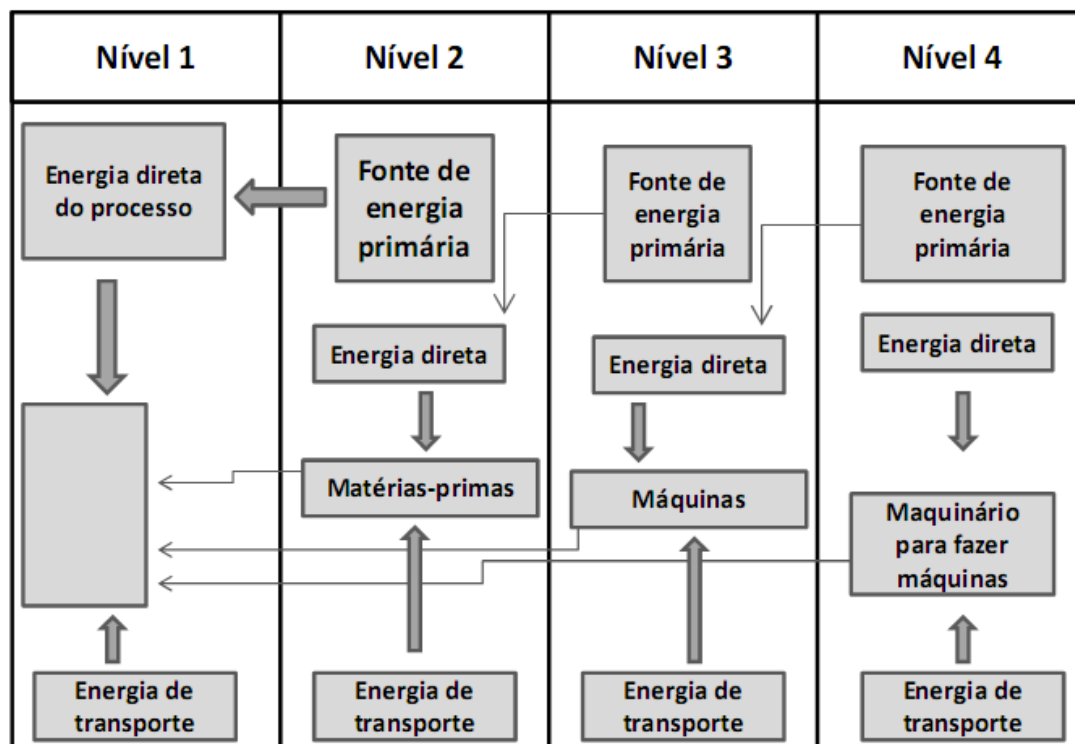 Nível 1
Nível 2
Nível 3
Nível 4
Energia direta
do processo
Fonte de
energia
primária
Fonte de
energia
primária
Fonte de
energia
primária
Energia direta
Energia direta
Energia direta
Matérias-primas
Máquinas
Maquinário
para fazer
máquinas
Energia de
transporte
Energia de
transporte
Energia de
transporte
Energia de
transporte